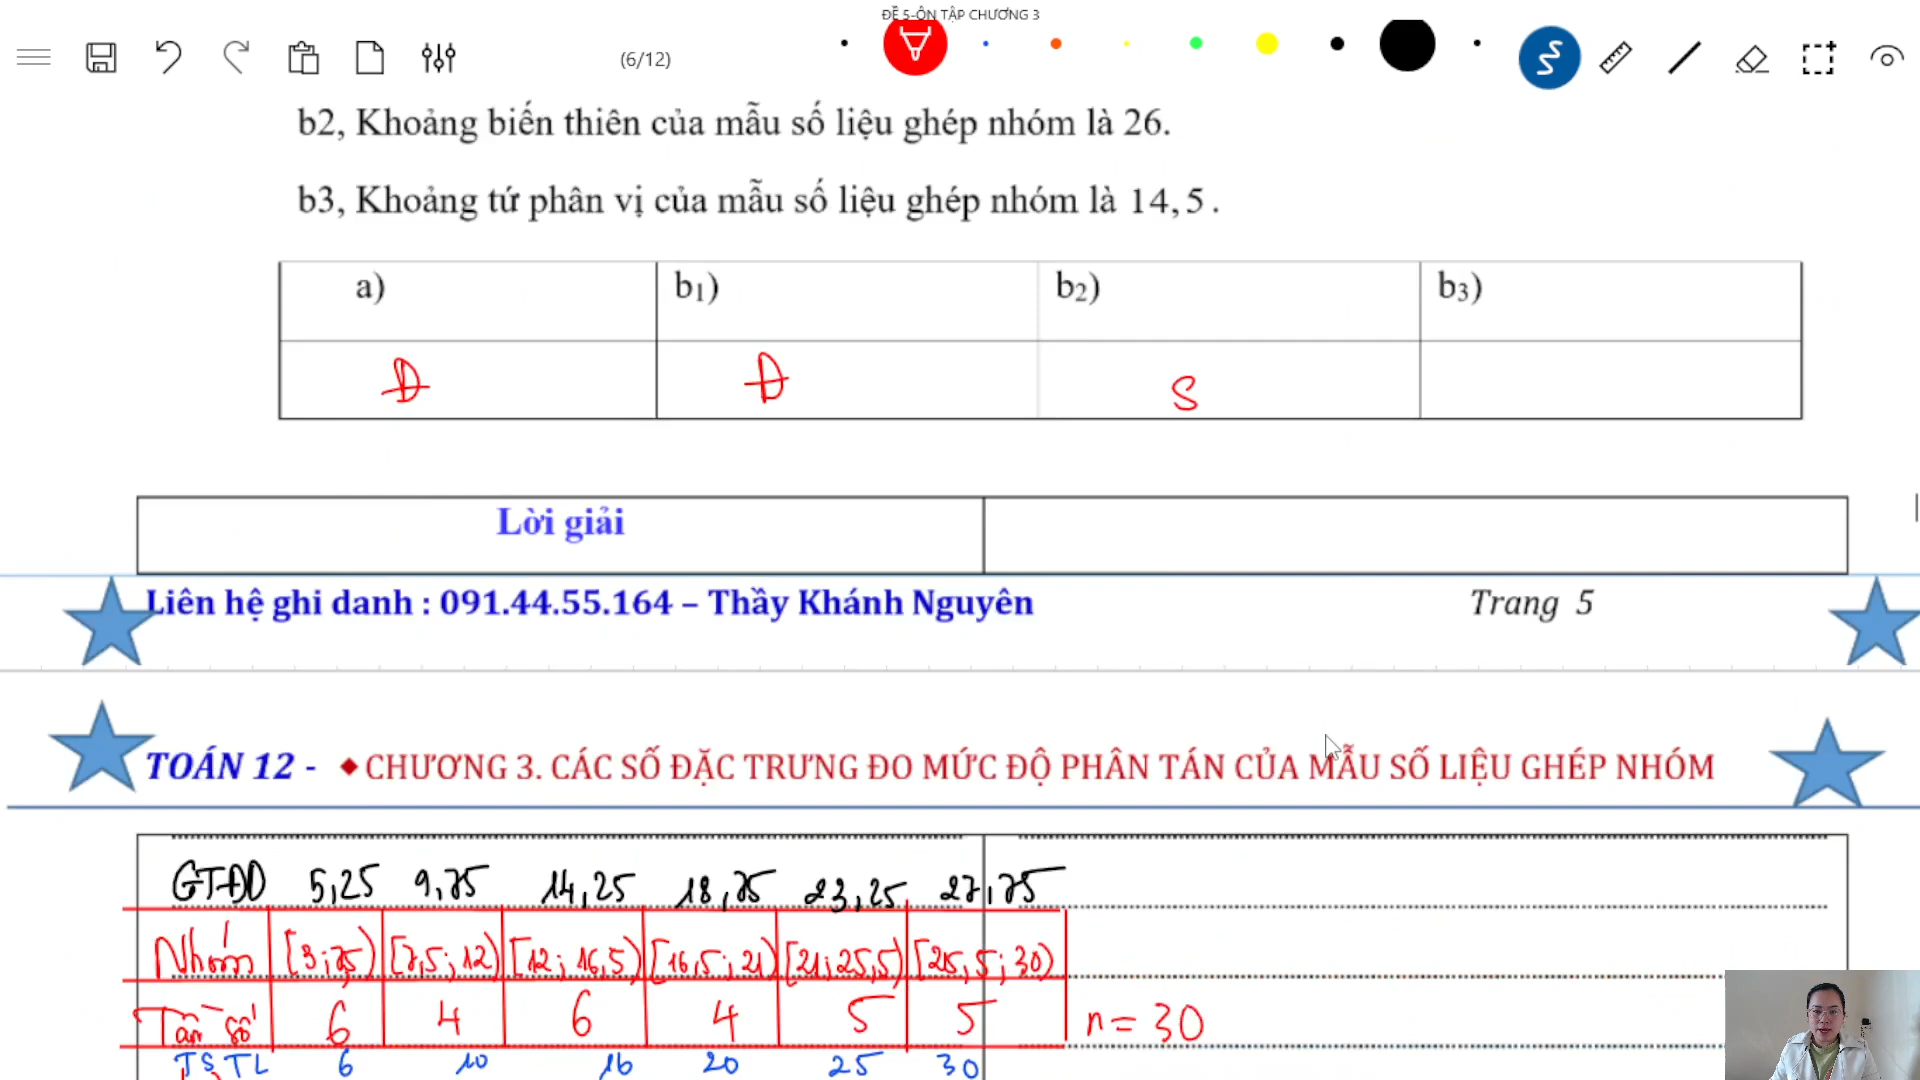 ĐỀ 5-ÔN TẬP CHƯƠNG 3
(6/12)
b2, Khoảng biến thiên của mẫu số liệu ghép nhóm là 26.
b3, Khoảng tứ phân vị của mẫu số liệu ghép nhóm là 14,5.
a) b1) b2) b3)
Đ Đ S
Lời giải
Liên hệ ghi danh : 091.44.55.164 – Thầy Khánh Nguyên Trang 5
TOÁN 12 - ♦ CHƯƠNG 3. CÁC SỐ ĐẶC TRƯNG ĐO MỨC ĐỘ PHÂN TÁN CỦA MẪU SỐ LIỆU GHÉP NHÓM
GTĐD 5,25 9,75 14,25 18,75 23,25 27,75
Nhóm [3;7,5) [7,5;12) [12;16,5) [16,5;21) [21;25,5) [25,5;30)
Tần số 6 4 6 4 5 5 n = 30
TSTL 6 10 16 20 25 30